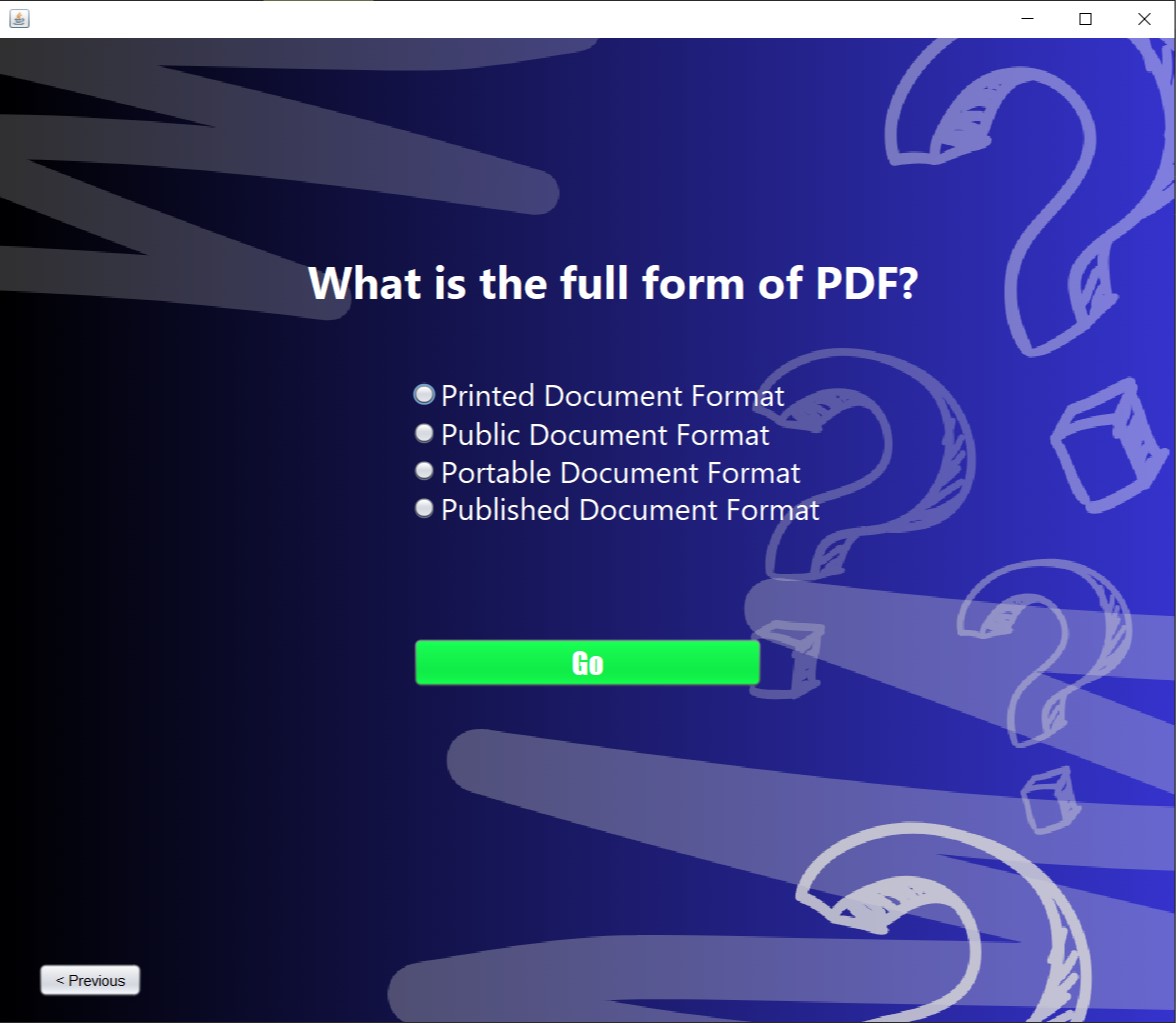 What is the full form of PDF?
Printed Document Format
Public Document Format
Portable Document Format
Published Document Format
Go
< Previous